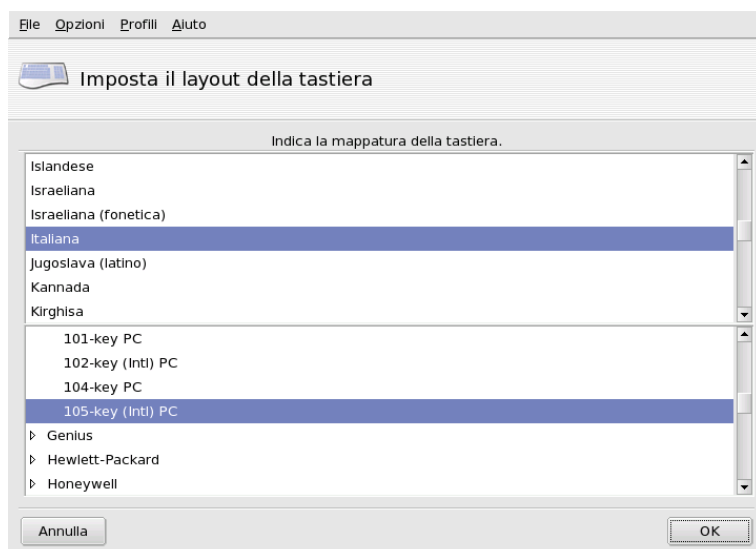 File Opzioni Profili Aiuto
Imposta il layout della tastiera
Indica la mappatura della tastiera.
Islandese
Israeliana
Israeliana (fonetica)
Italiana
Jugoslava (latino)
Kannada
Kirghisa
101-key PC
102-key (Intl) PC
104-key PC
105-key (Intl) PC
Genius
Hewlett-Packard
Honeywell
Annulla OK